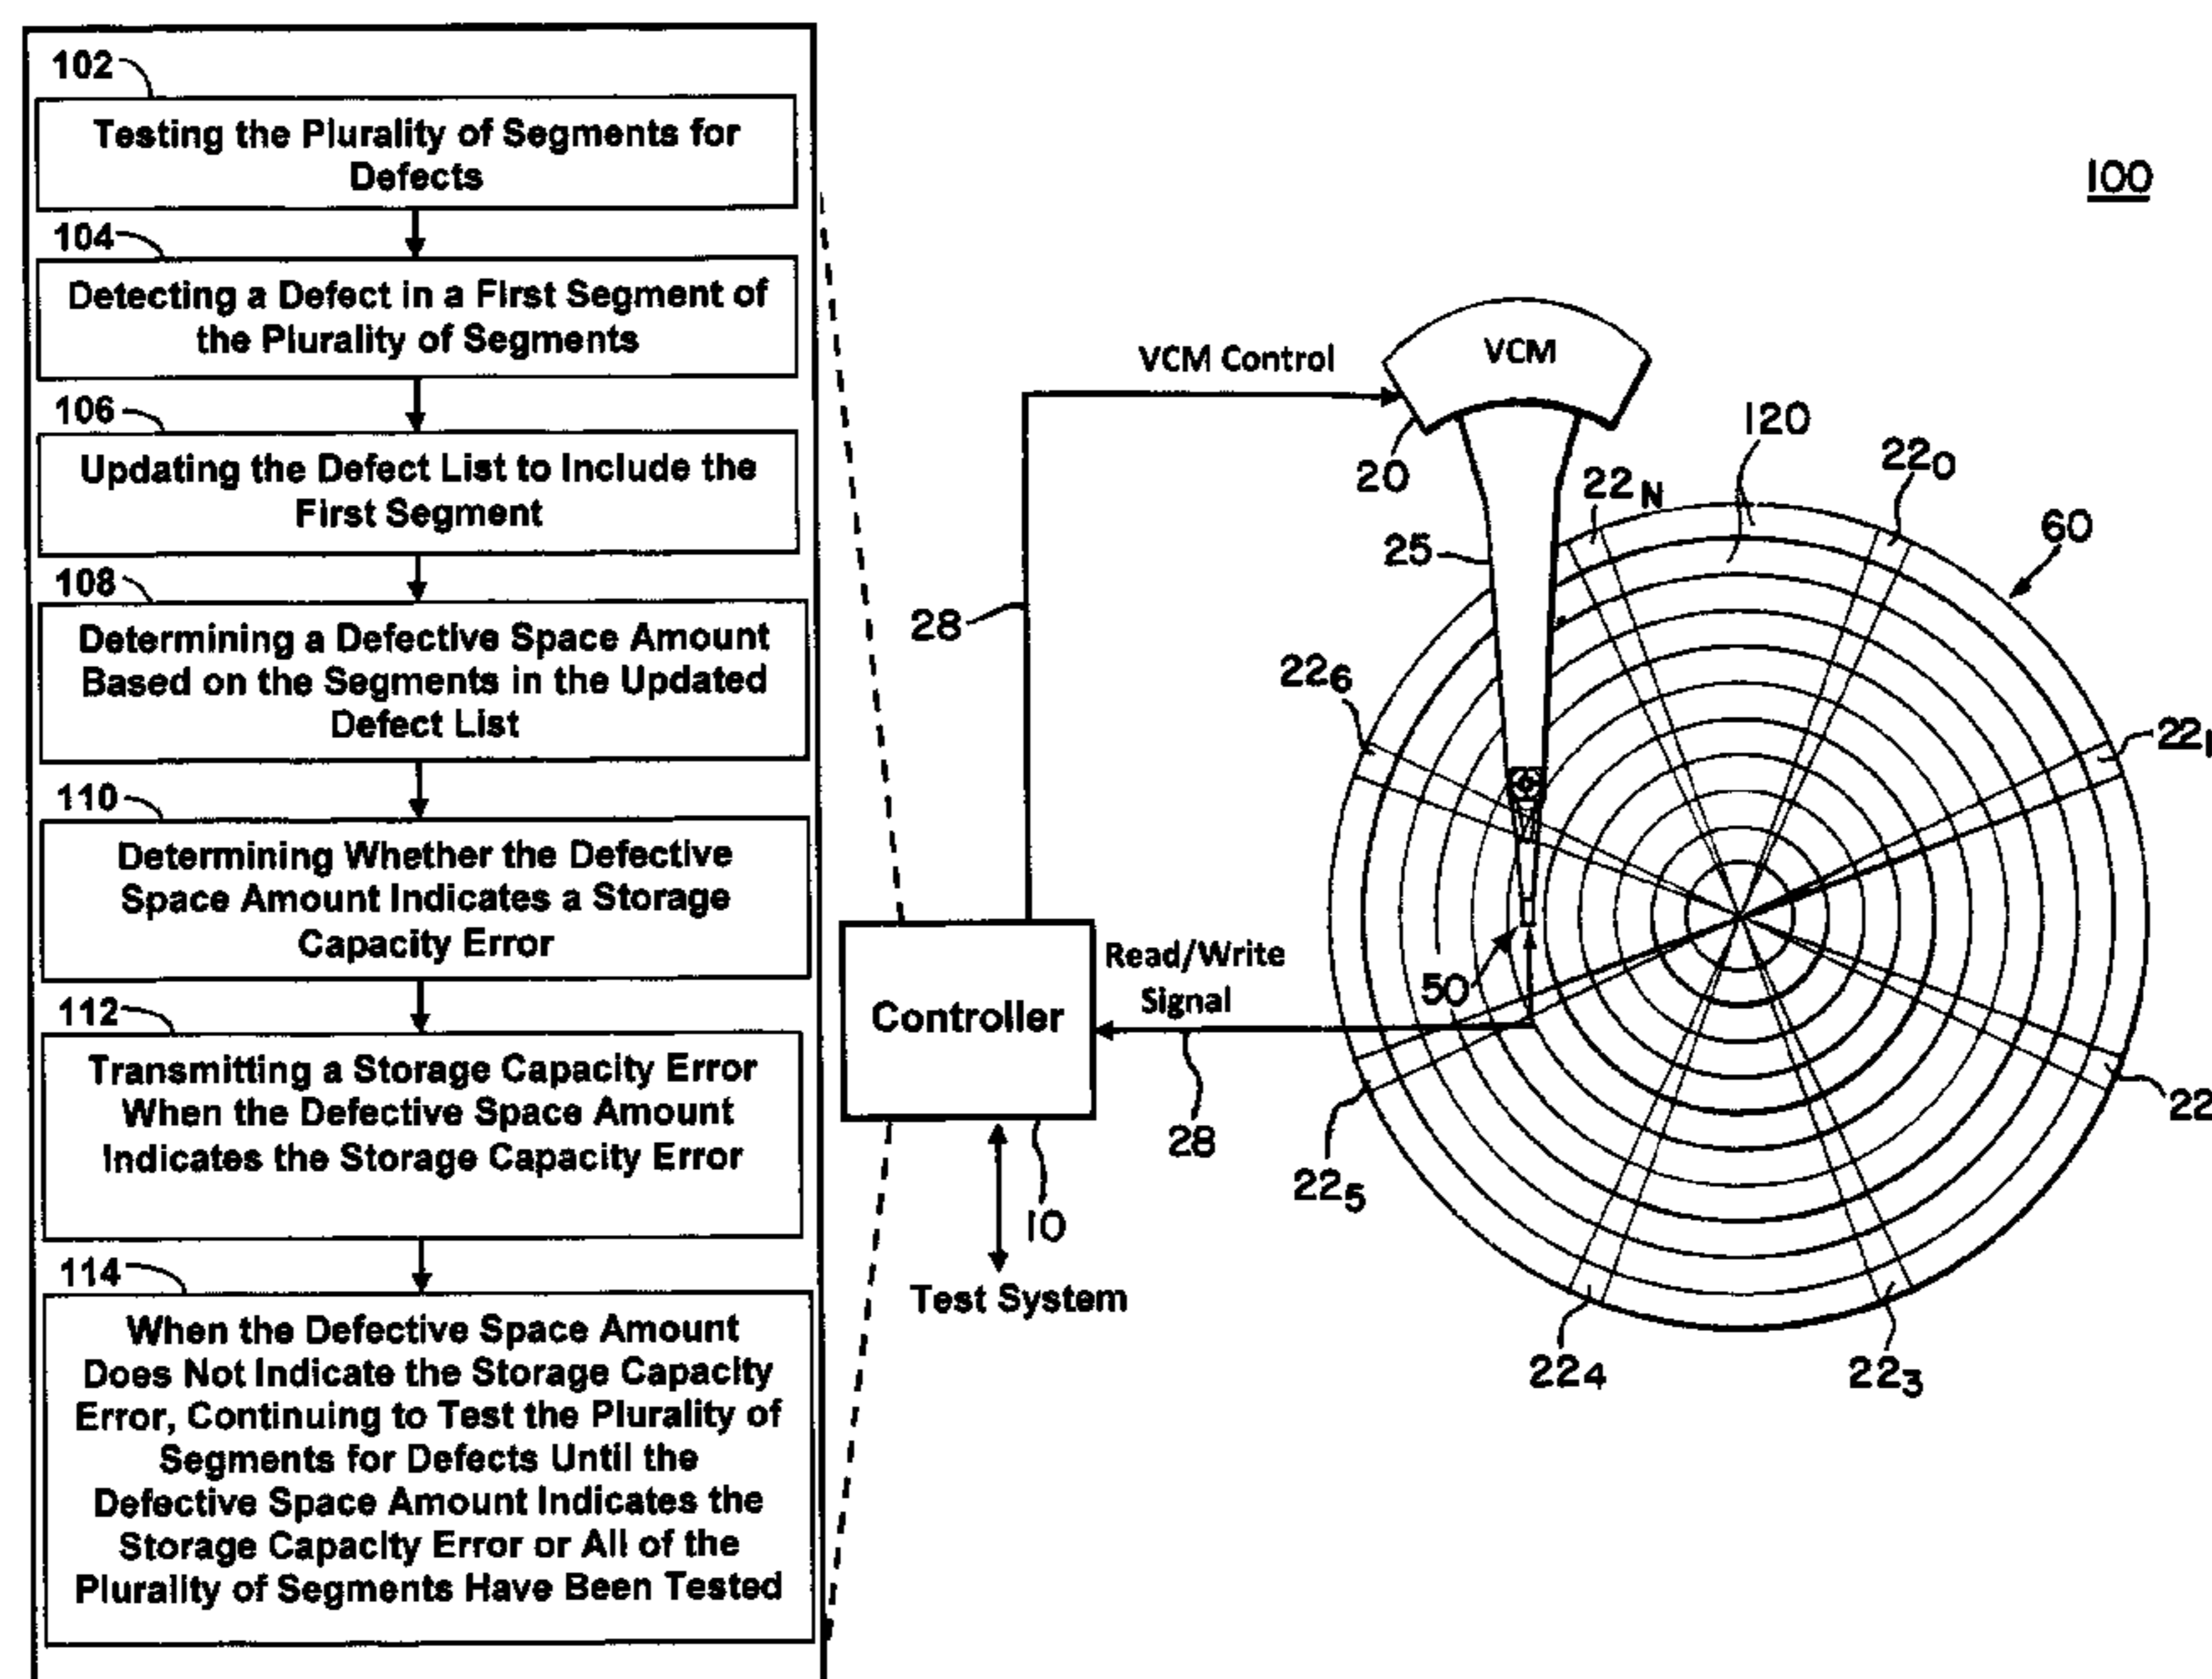 102
Testing the Plurality of Segments for
Defects
104
Detecting a Defect in a First Segment of
the Plurality of Segments
106
Updating the Defect List to Include the
First Segment
108
Determining a Defective Space Amount
Based on the Segments in the Updated
Defect List
110
Determining Whether the Defective
Space Amount Indicates a Storage
Capacity Error
112
Transmitting a Storage Capacity Error
When the Defective Space Amount
Indicates the Storage Capacity Error
114
When the Defective Space Amount
Does Not Indicate the Storage Capacity
Error, Continuing to Test the Plurality of
Segments for Defects Until the
Defective Space Amount Indicates the
Storage Capacity Error or All of the
Plurality of Segments Have Been Tested
100
VCM Control
VCM
20
120
22N
220
60
25
28
226
221
Read/Write
Signal
50
Controller
28
22
225
10
Test System
224
223